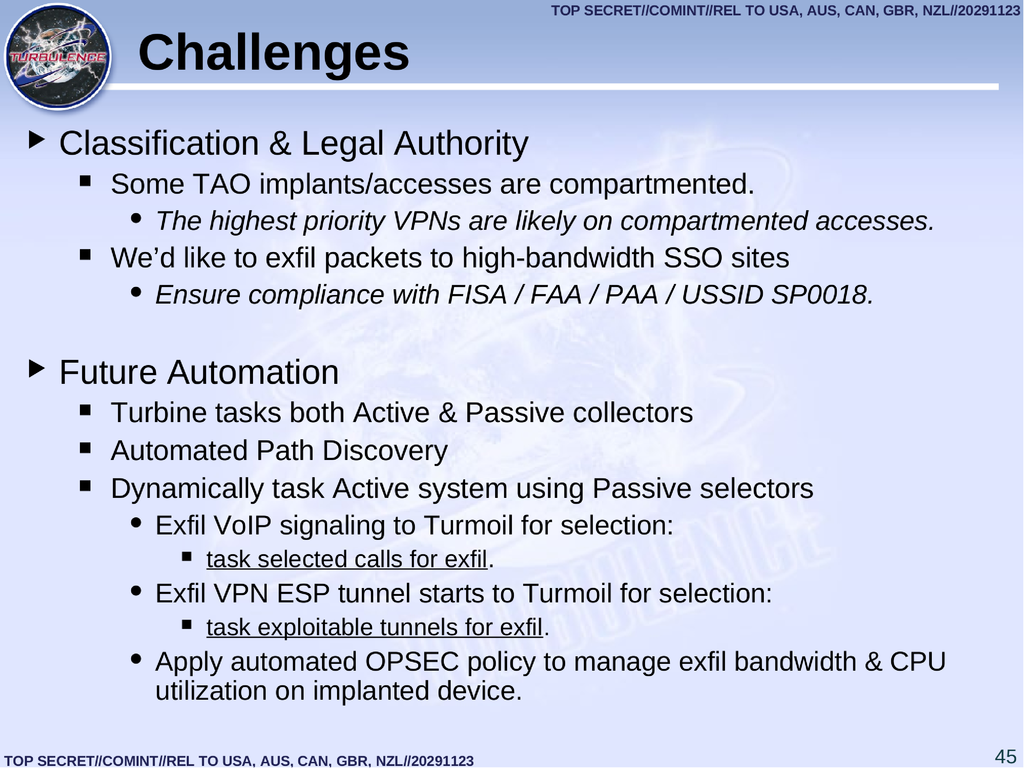 TOP SECRET//COMINT//REL TO USA, AUS, CAN, GBR, NZL//20291123
TURBULENCE
Challenges
Classification & Legal Authority
Some TAO implants/accesses are compartmented.
The highest priority VPNs are likely on compartmented accesses.
We’d like to exfil packets to high-bandwidth SSO sites
Ensure compliance with FISA / FAA / PAA / USSID SP0018.
Future Automation
Turbine tasks both Active & Passive collectors
Automated Path Discovery
Dynamically task Active system using Passive selectors
Exfil VoIP signaling to Turmoil for selection:
task selected calls for exfil.
Exfil VPN ESP tunnel starts to Turmoil for selection:
task exploitable tunnels for exfil.
Apply automated OPSEC policy to manage exfil bandwidth & CPU
utilization on implanted device.
TURBULENCE
TOP SECRET//COMINT//REL TO USA, AUS, CAN, GBR, NZL//20291123
45